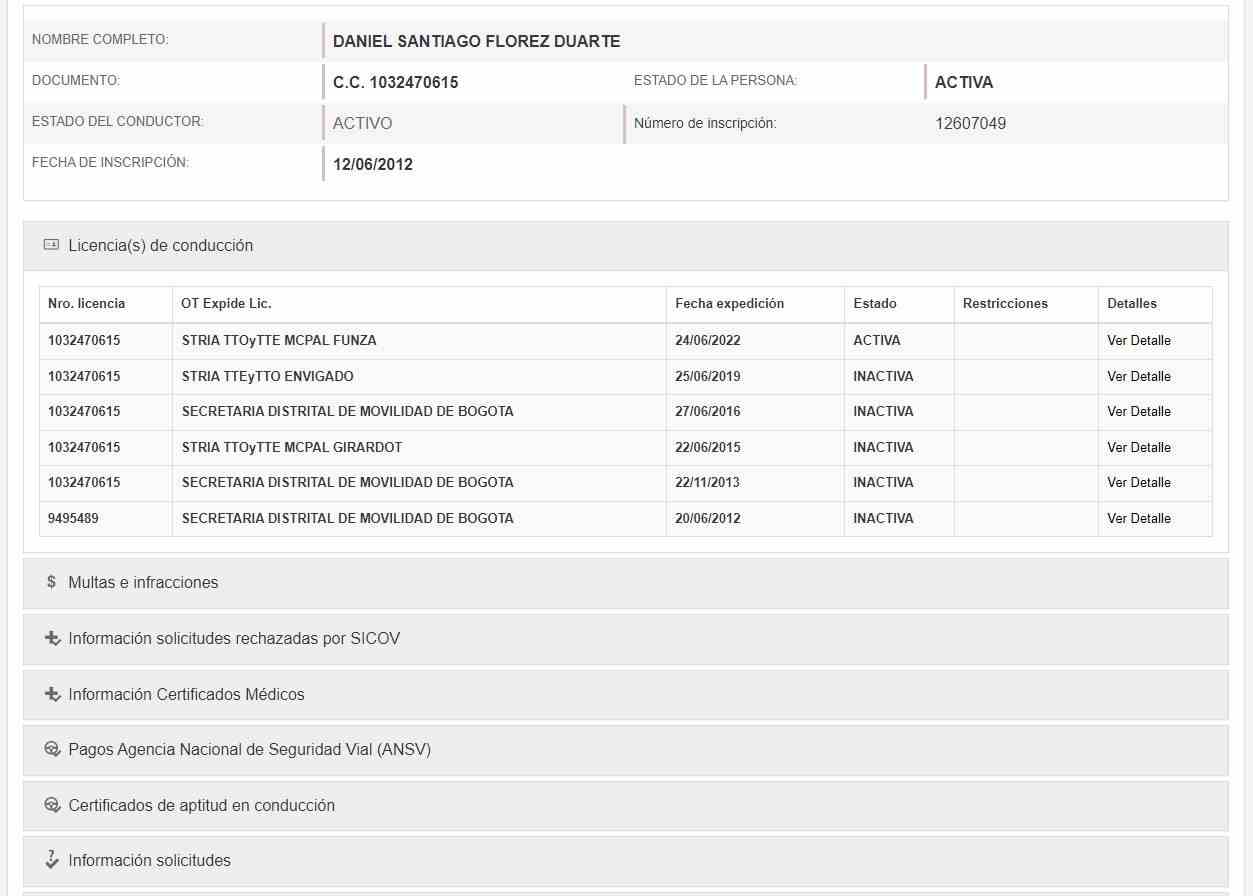 NOMBRE COMPLETO: DANIEL SANTIAGO FLOREZ DUARTE
DOCUMENTO: C.C. 1032470615 ESTADO DE LA PERSONA: ACTIVA
ESTADO DEL CONDUCTOR: ACTIVO Número de inscripción: 12607049
FECHA DE INSCRIPCIÓN: 12/06/2012
Licencia(s) de conducción
Nro. licencia OT Expide Lic. Fecha expedición Estado Restricciones Detalles
1032470615 STRIA TTOyTTE MCPAL FUNZA 24/06/2022 ACTIVA Ver Detalle
1032470615 STRIA TTEyTTO ENVIGADO 25/06/2019 INACTIVA Ver Detalle
1032470615 SECRETARIA DISTRITAL DE MOVILIDAD DE BOGOTA 27/06/2016 INACTIVA Ver Detalle
1032470615 STRIA TTOyTTE MCPAL GIRARDOT 22/06/2015 INACTIVA Ver Detalle
1032470615 SECRETARIA DISTRITAL DE MOVILIDAD DE BOGOTA 22/11/2013 INACTIVA Ver Detalle
9495489 SECRETARIA DISTRITAL DE MOVILIDAD DE BOGOTA 20/06/2012 INACTIVA Ver Detalle
$ Multas e infracciones
Información solicitudes rechazadas por SICOV
Información Certificados Médicos
Pagos Agencia Nacional de Seguridad Vial (ANSV)
Certificados de aptitud en conducción
Información solicitudes